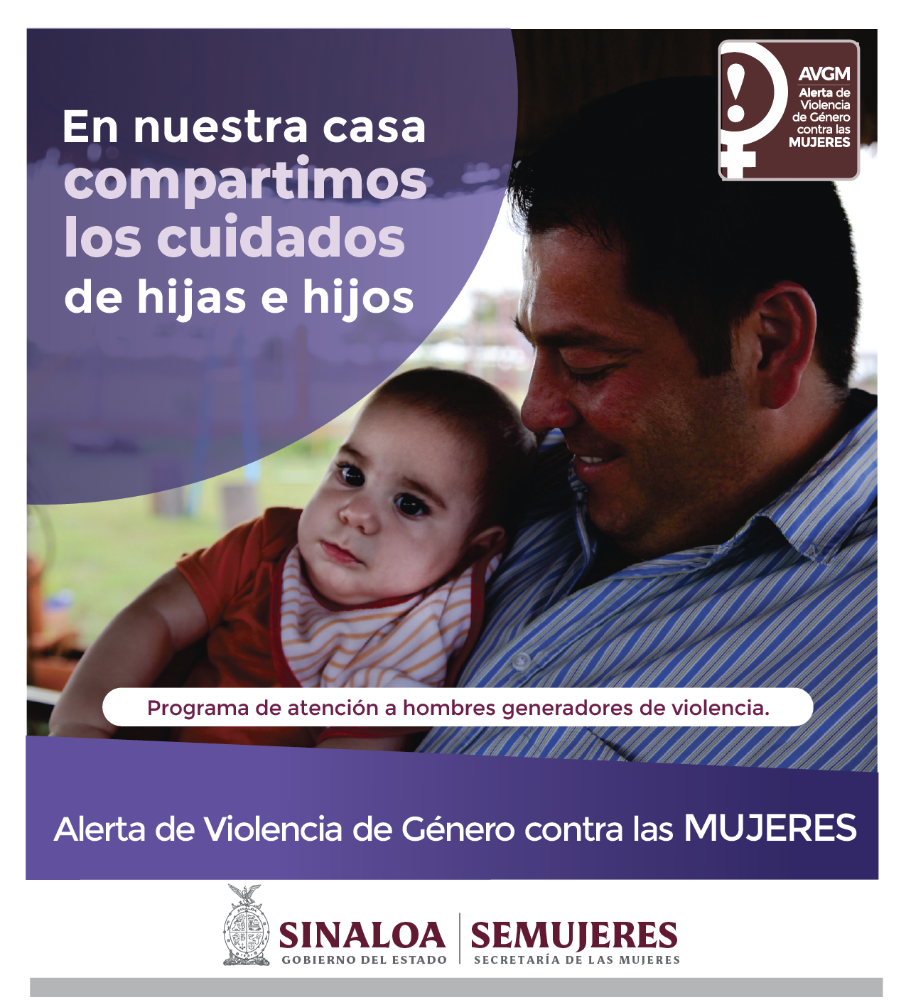 En nuestra casa
compartimos
los cuidados
de hijas e hijos
AVGM
Alerta de
Violencia
de Género
contra las
MUJERES
Programa de atención a hombres generadores de violencia.
Alerta de Violencia de Género contra las MUJERES
SINALOA
SINALOA
GOBIERNO DEL ESTADO
SEMUJERES
SECRETARÍA DE LAS MUJERES